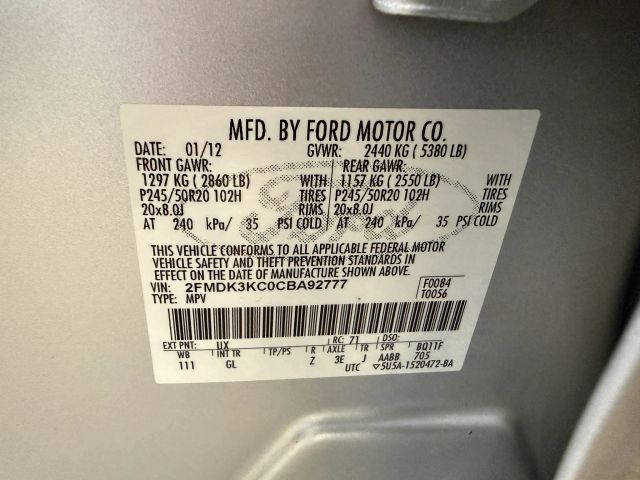 MFD. BY FORD MOTOR CO.
DATE: 01/12 GVWR: 2440 KG ( 5380 LB)
FRONT GAWR: REAR GAWR:
1297 KG ( 2860 LB) WITH 1157 KG ( 2550 LB) WITH
P245/50R20 102H TIRES P245/50R20 102H TIRES
20x8.0J RIMS 20x8.0J RIMS
AT 240 kPa/ 35 PSI COLD AT 240 kPa/ 35 PSI COLD
Ford
THIS VEHICLE CONFORMS TO ALL APPLICABLE FEDERAL MOTOR
VEHICLE SAFETY AND THEFT PREVENTION STANDARDS IN
EFFECT ON THE DATE OF MANUFACTURE SHOWN ABOVE.
VIN: 2FMDK3KC0CBA92777 F0084
TYPE: MPV T0056
EXT PNT: UX RC: 71 DSO:
WB INT TR TP/PS R AXLE TR SPR BQ11F
111 GL Z 3E J AABB 705
UTC ▽5U5A-1520472-BA